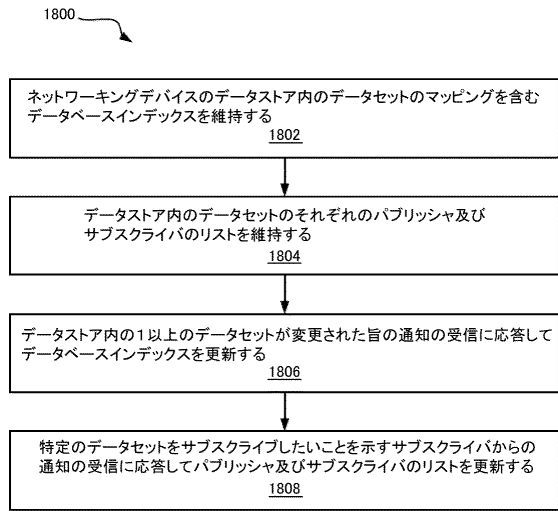 1800
ネットワーキングデバイスのデータストア内のデータセットのマッピングを含む
データベースインデックスを維持する
1802
データストア内のデータセットのそれぞれのパブリッシャ及び
サブスクライバのリストを維持する
1804
データストア内の1以上のデータセットが変更された旨の通知の受信に応答して
データベースインデックスを更新する
1806
特定のデータセットをサブスクライブしたいことを示すサブスクライバからの
通知の受信に応答してパブリッシャ及びサブスクライバのリストを更新する
1808